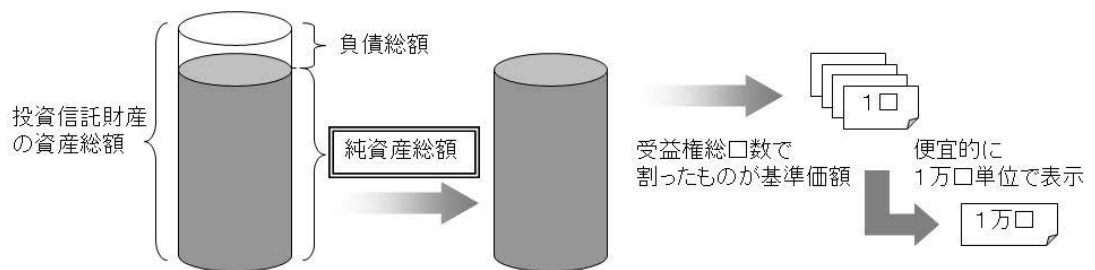 負債総額
投資信託財産
の資産総額
純資産総額
受益権総口数で
割ったものが基準価額
1口
便宜的に
1万口単位で表示
1万口